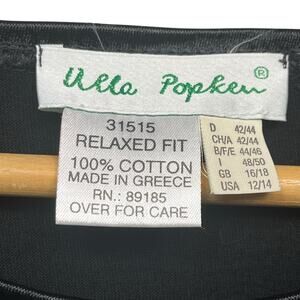 Ulla Popken®
31515
RELAXED FIT
100% COTTON
MADE IN GREECE
RN.: 89185
OVER FOR CARE
D 42/44
CH/A 42/44
B/F/E 44/46
I 48/50
GB 16/18
USA 12/14